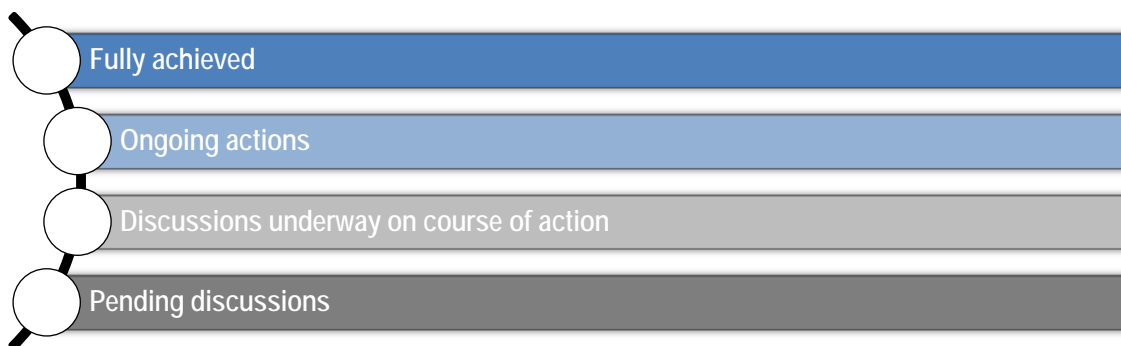 Fully achieved
Ongoing actions
Discussions underway on course of action
Pending discussions